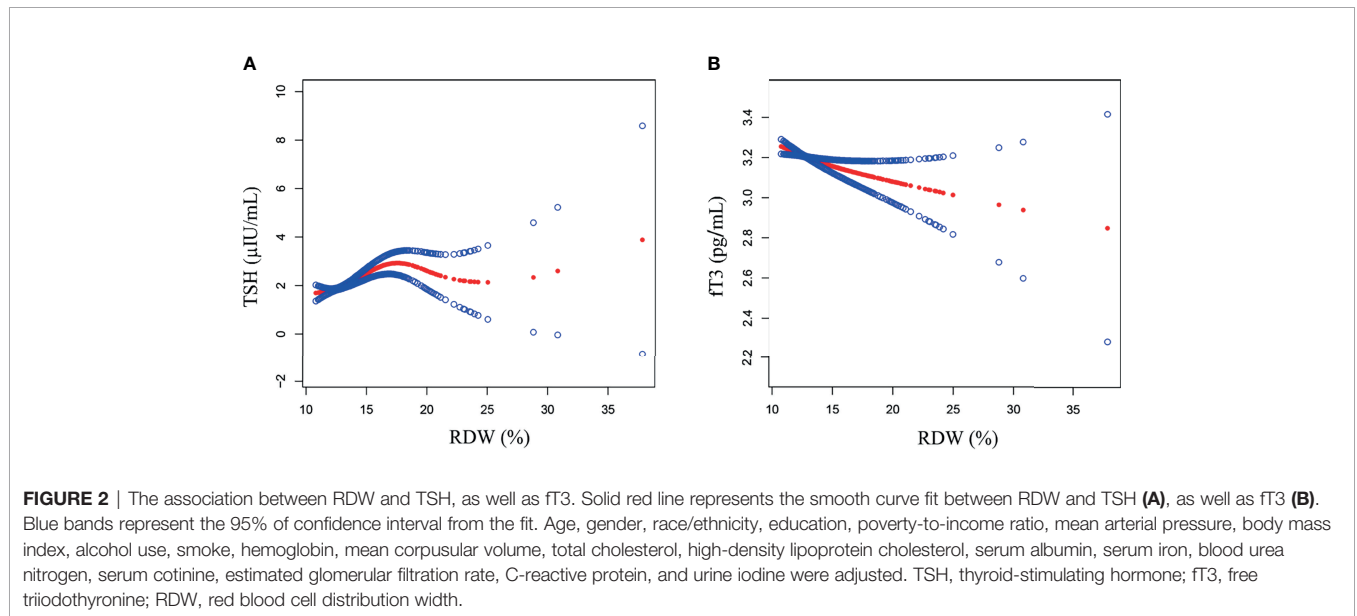 A
B
10
8
6
4
2
0
-2
TSH (µIU/mL)
10 15 20 25 30 35
RDW (%)
3.4
3.2
3.0
2.8
2.6
2.4
2.2
fT3 (pg/mL)
10 15 20 25 30 35
RDW (%)
FIGURE 2 | The association between RDW and TSH, as well as fT3. Solid red line represents the smooth curve fit between RDW and TSH (A), as well as fT3 (B).
Blue bands represent the 95% of confidence interval from the fit. Age, gender, race/ethnicity, education, poverty-to-income ratio, mean arterial pressure, body mass
index, alcohol use, smoke, hemoglobin, mean corpusular volume, total cholesterol, high-density lipoprotein cholesterol, serum albumin, serum iron, blood urea
nitrogen, serum cotinine, estimated glomerular filtration rate, C-reactive protein, and urine iodine were adjusted. TSH, thyroid-stimulating hormone; fT3, free
triiodothyronine; RDW, red blood cell distribution width.